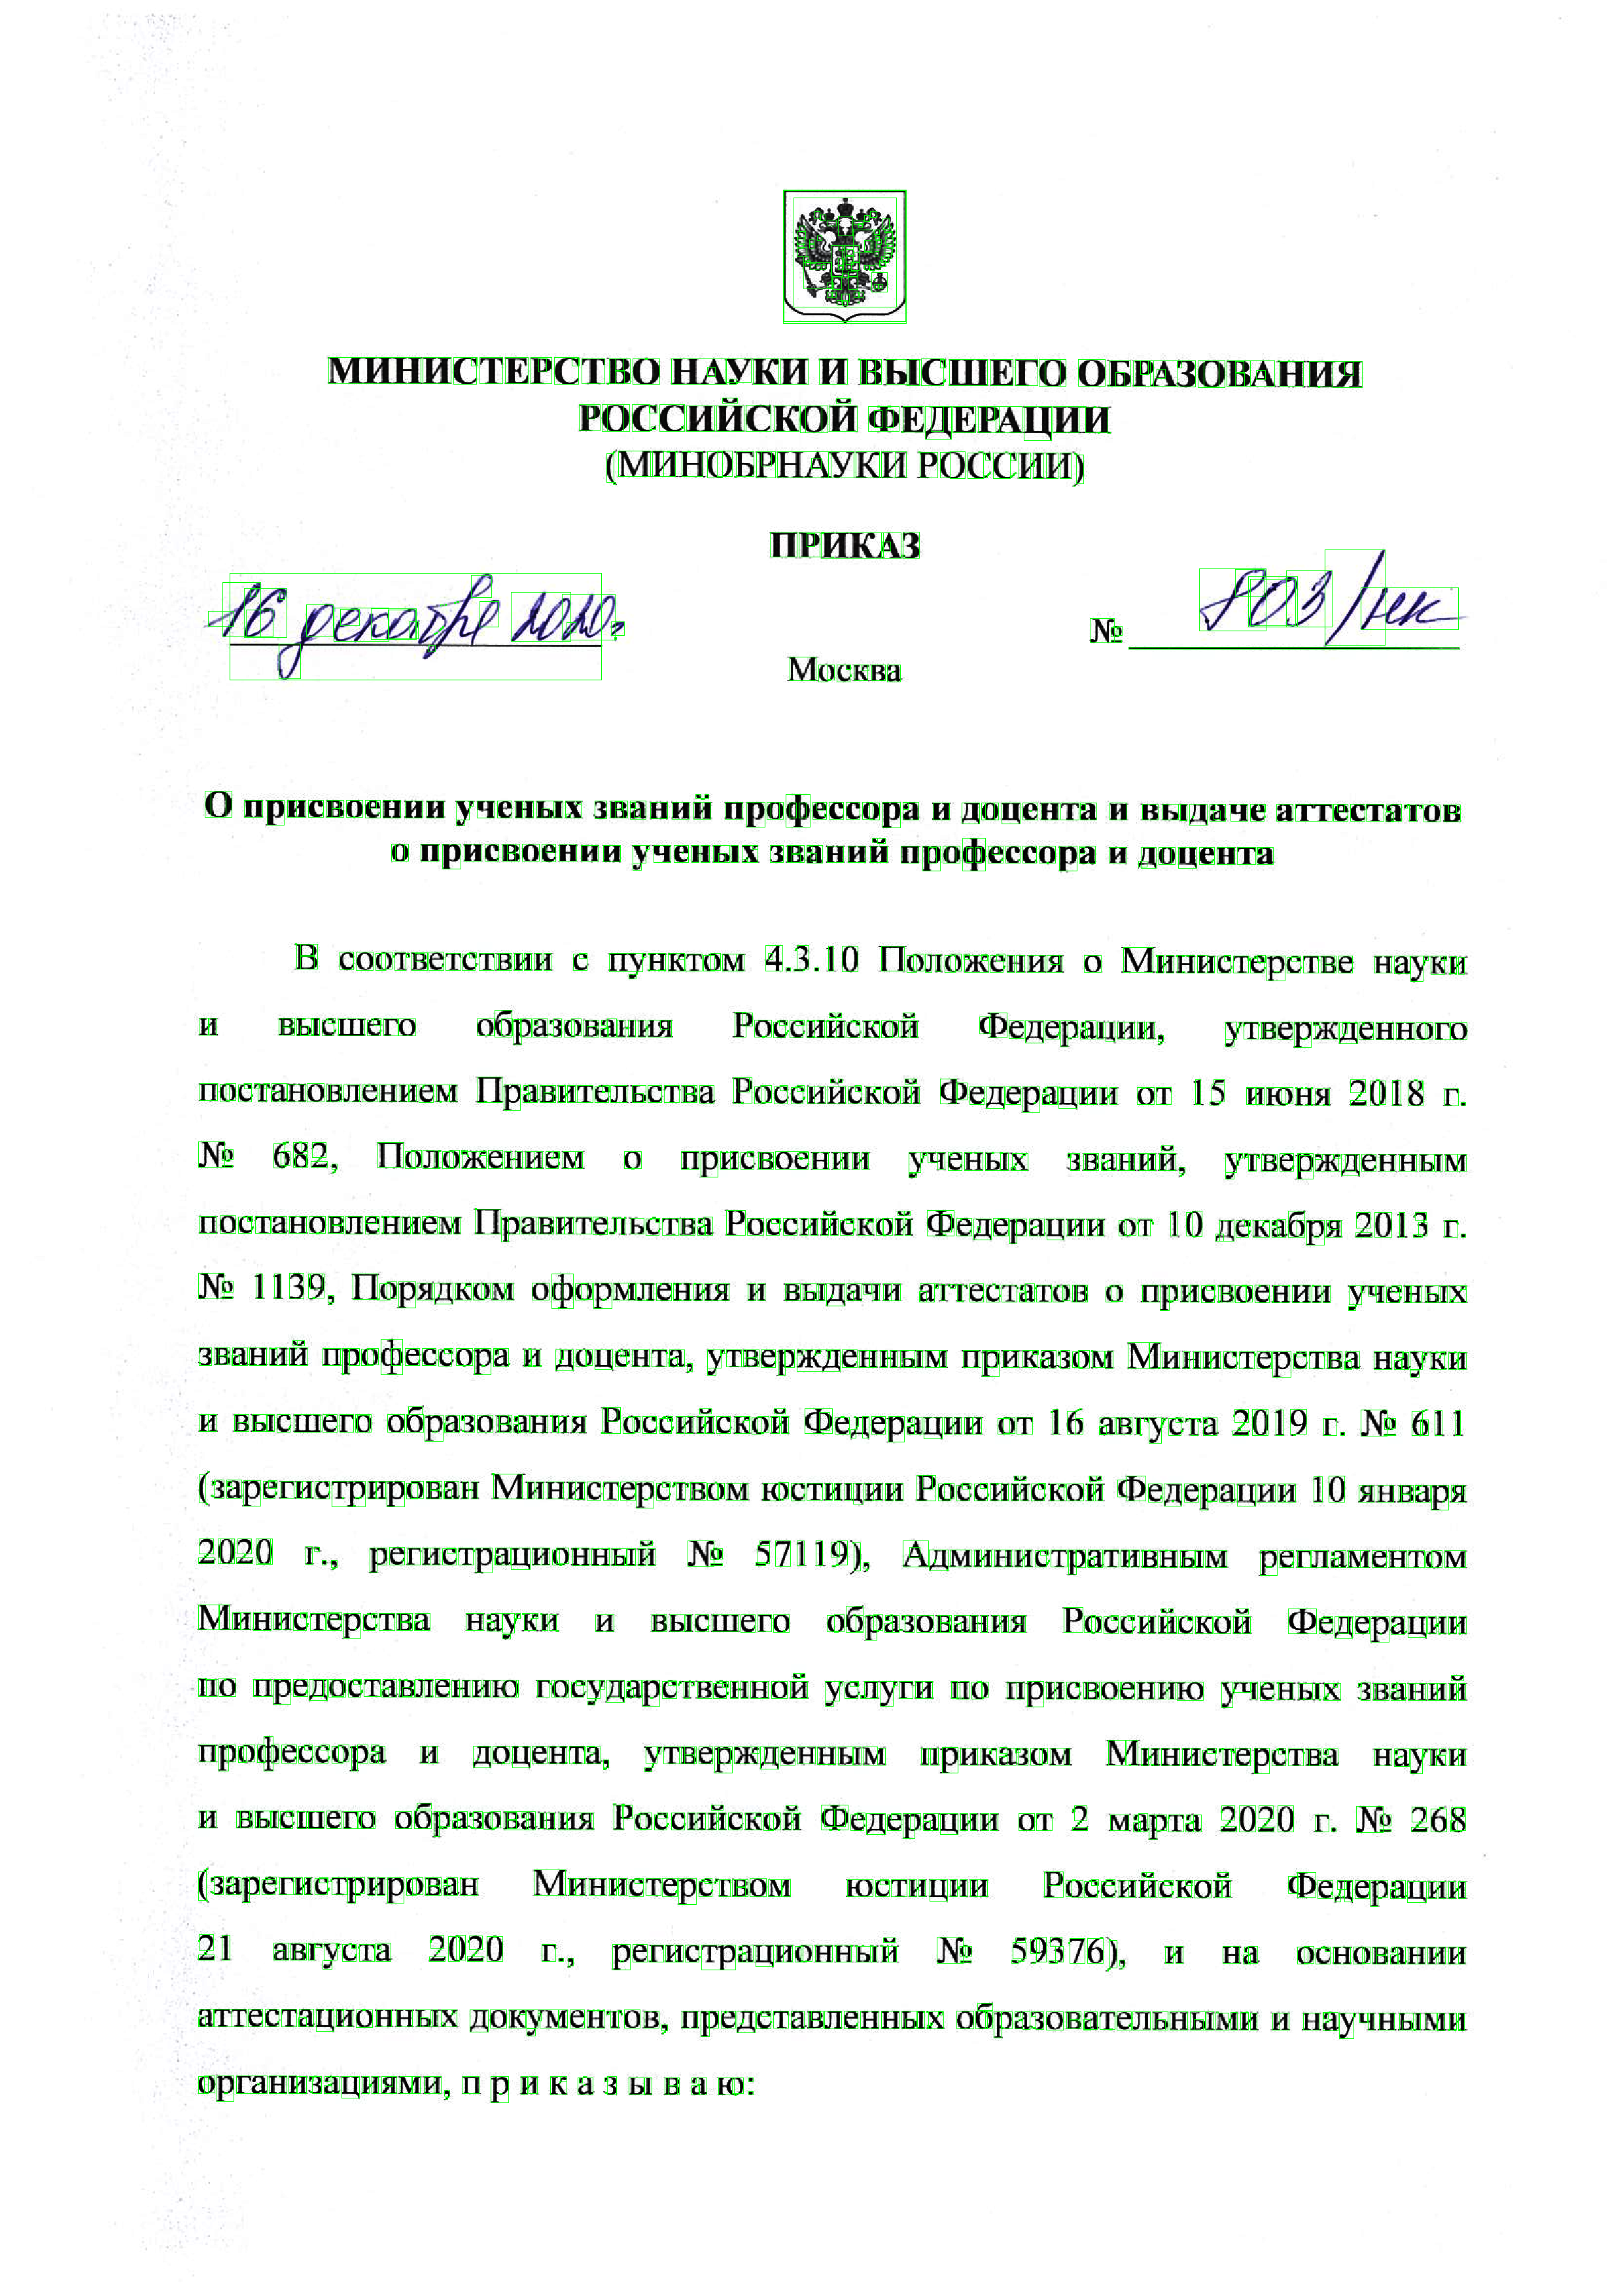 МИНИСТЕРСТВО НАУКИ И ВЫСШЕГО ОБРАЗОВАНИЯ
РОССИЙСКОЙ ФЕДЕРАЦИИ
(МИНОБРНАУКИ РОССИИ)
ПРИКАЗ
16 декабря 2020г.
№ 803/нк
Москва
О присвоении ученых званий профессора и доцента и выдаче аттестатов
о присвоении ученых званий профессора и доцента
В соответствии с пунктом 4.3.10 Положения о Министерстве науки
и высшего образования Российской Федерации, утвержденного
постановлением Правительства Российской Федерации от 15 июня 2018 г.
№ 682, Положением о присвоении ученых званий, утвержденным
постановлением Правительства Российской Федерации от 10 декабря 2013 г.
№ 1139, Порядком оформления и выдачи аттестатов о присвоении ученых
званий профессора и доцента, утвержденным приказом Министерства науки
и высшего образования Российской Федерации от 16 августа 2019 г. № 611
(зарегистрирован Министерством юстиции Российской Федерации 10 января
2020 г., регистрационный № 57119), Административным регламентом
Министерства науки и высшего образования Российской Федерации
по предоставлению государственной услуги по присвоению ученых званий
профессора и доцента, утвержденным приказом Министерства науки
и высшего образования Российской Федерации от 2 марта 2020 г. № 268
(зарегистрирован Министерством юстиции Российской Федерации
21 августа 2020 г., регистрационный № 59376), и на основании
аттестационных документов, представленных образовательными и научными
организациями, п р и к а з ы в а ю: